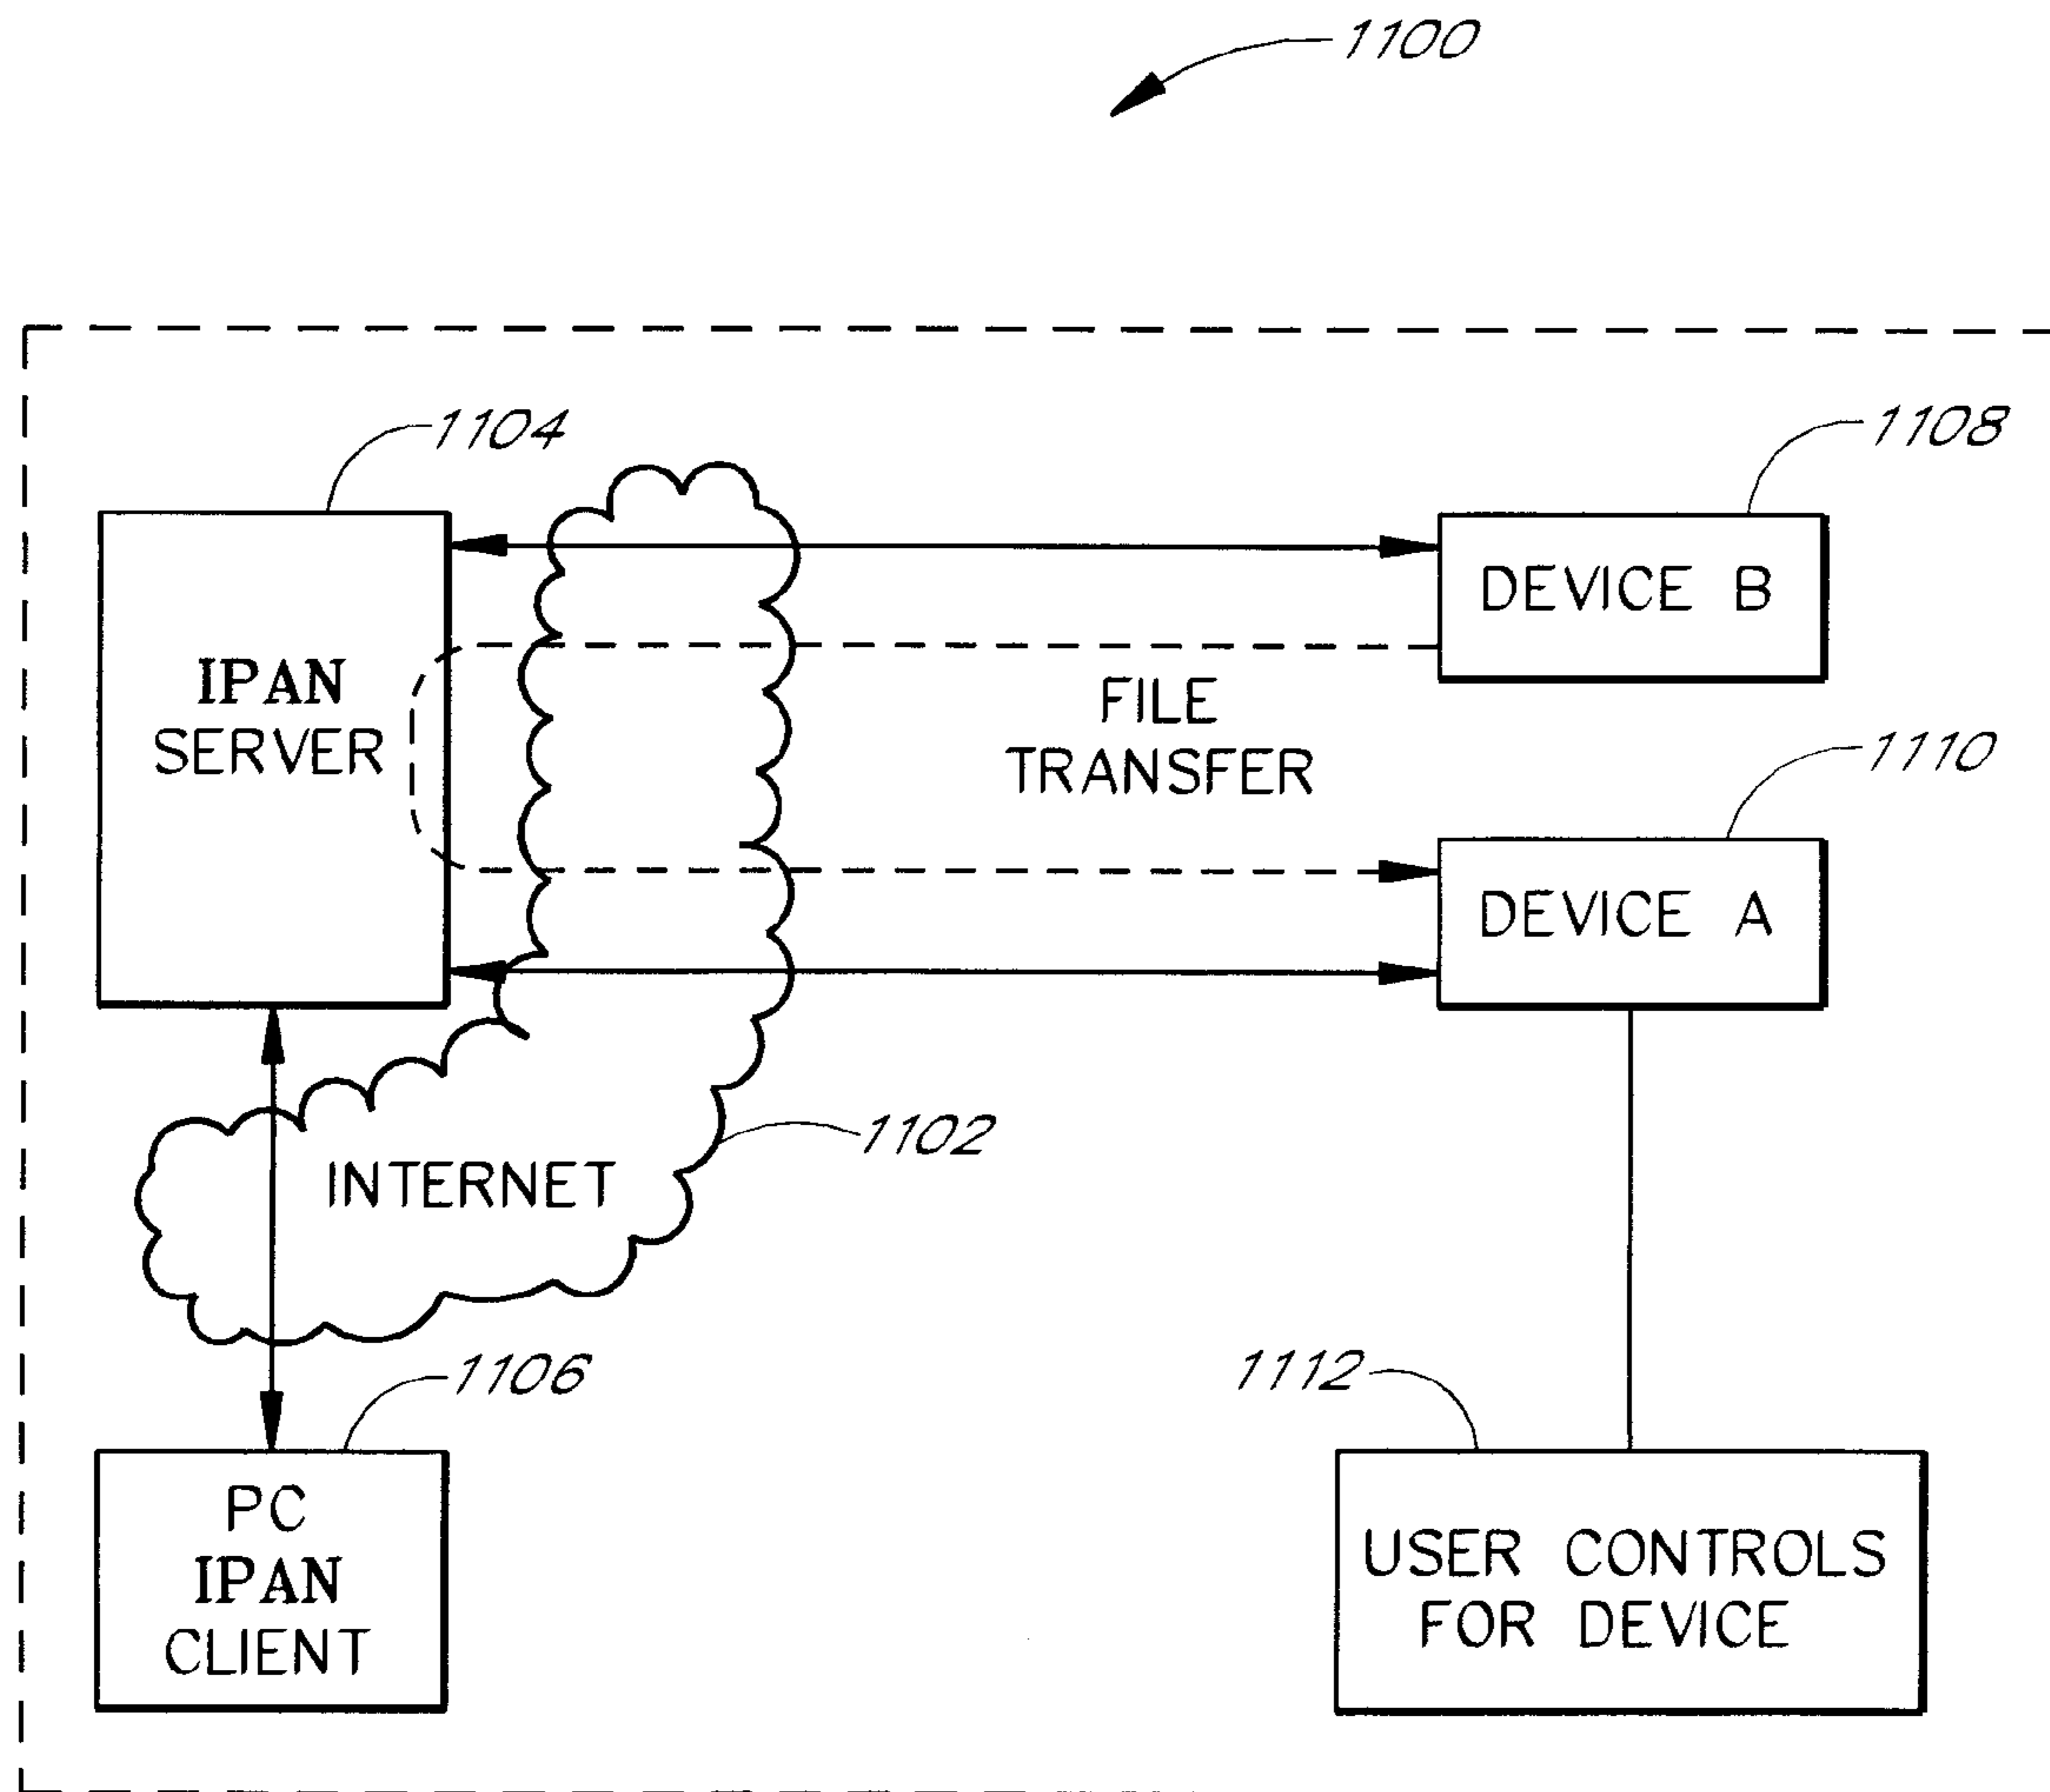 1100
1104
1108
IPAN
SERVER
DEVICE B
FILE
TRANSFER
1110
DEVICE A
1102
INTERNET
1106
1112
PC
IPAN
CLIENT
USER CONTROLS
FOR DEVICE